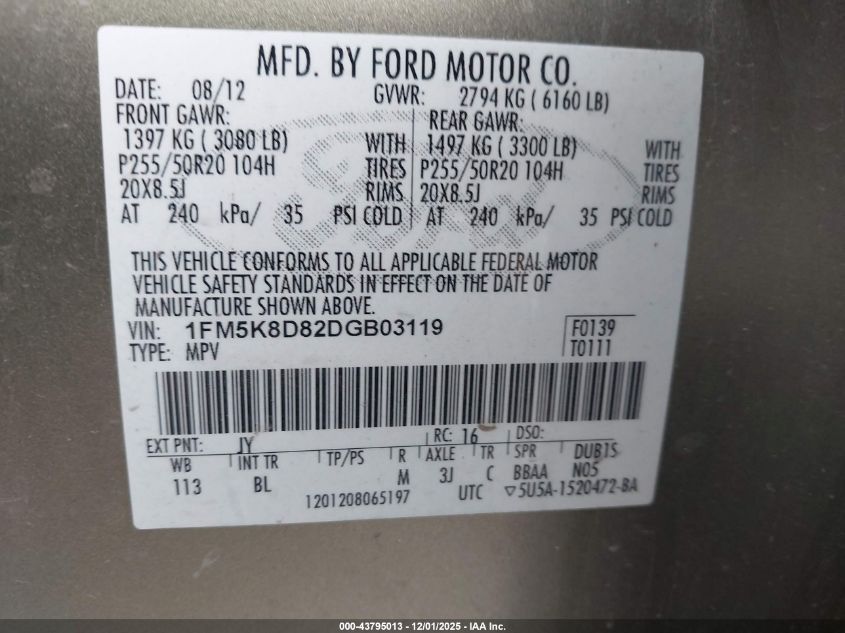 MFD. BY FORD MOTOR CO.
DATE: 08/12 GVWR: 2794 KG ( 6160 LB)
FRONT GAWR: REAR GAWR:
1397 KG ( 3080 LB) WITH 1497 KG ( 3300 LB) WITH
P255/50R20 104H TIRES P255/50R20 104H TIRES
20X8.5J RIMS 20X8.5J RIMS
AT 240 kPa/ 35 PSI COLD AT 240 kPa/ 35 PSI COLD
THIS VEHICLE CONFORMS TO ALL APPLICABLE FEDERAL MOTOR
VEHICLE SAFETY STANDARDS IN EFFECT ON THE DATE OF
MANUFACTURE SHOWN ABOVE.
VIN: 1FM5K8D82DGB03119 F0139
TYPE: MPV T0111
EXT PNT: JY RC: 16 DSO:
WB INT TR TP/PS R AXLE TR SPR DUB1S
113 BL M 3J C BBAA N05
1201208065197 UTC ▽5U5A-1520472-BA
Ford
000-43795013 - 12/01/2025 - IAA Inc.